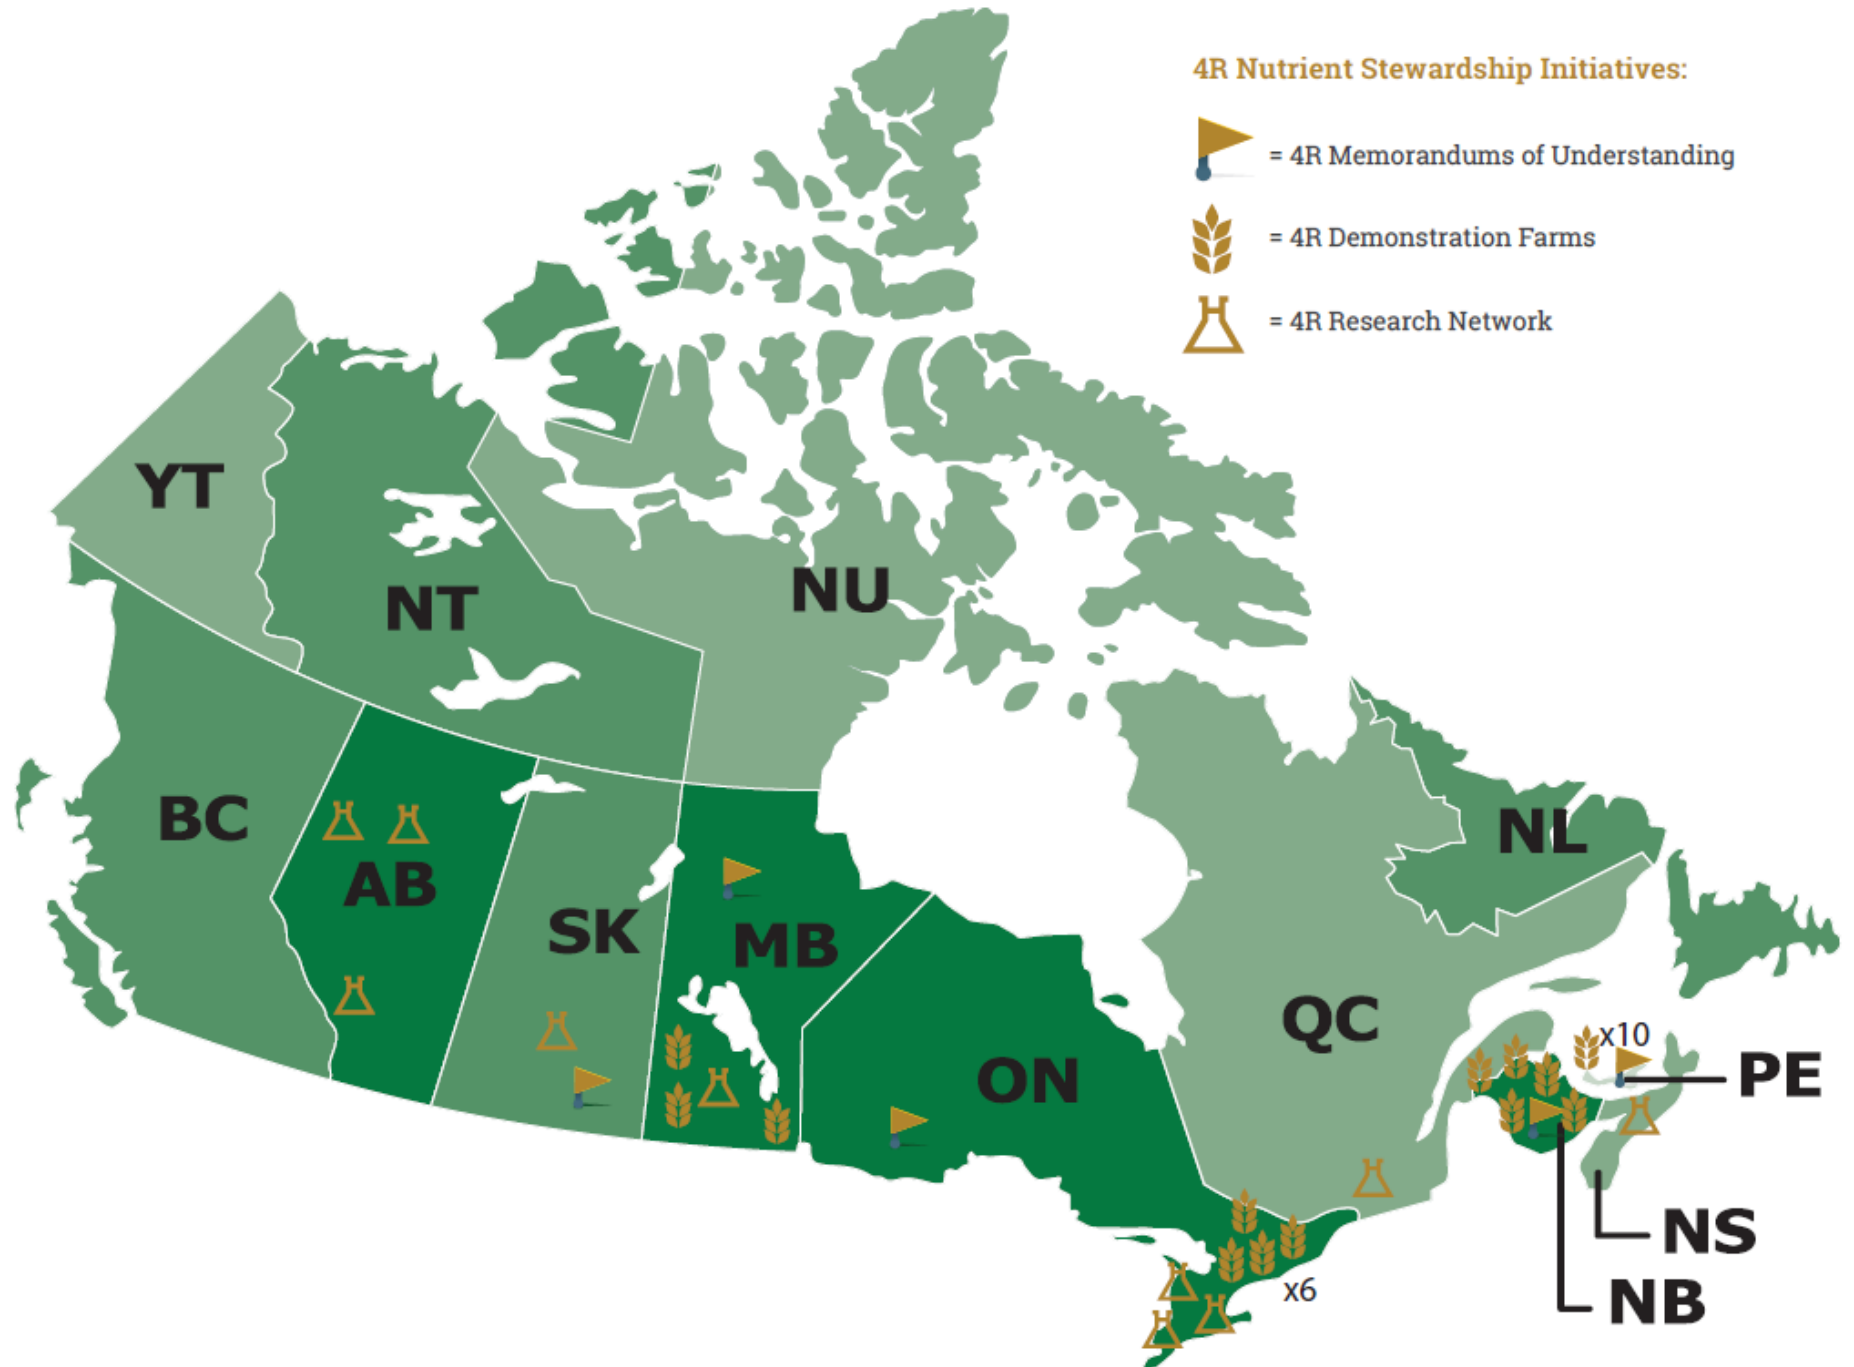 4R Nutrient Stewardship Initiatives:
= 4R Memorandums of Understanding
= 4R Demonstration Farms
= 4R Research Network
YT
NT
NU
BC
AB
SK
MB
ON
QC
NL
x10
PE
NS
NB
x6